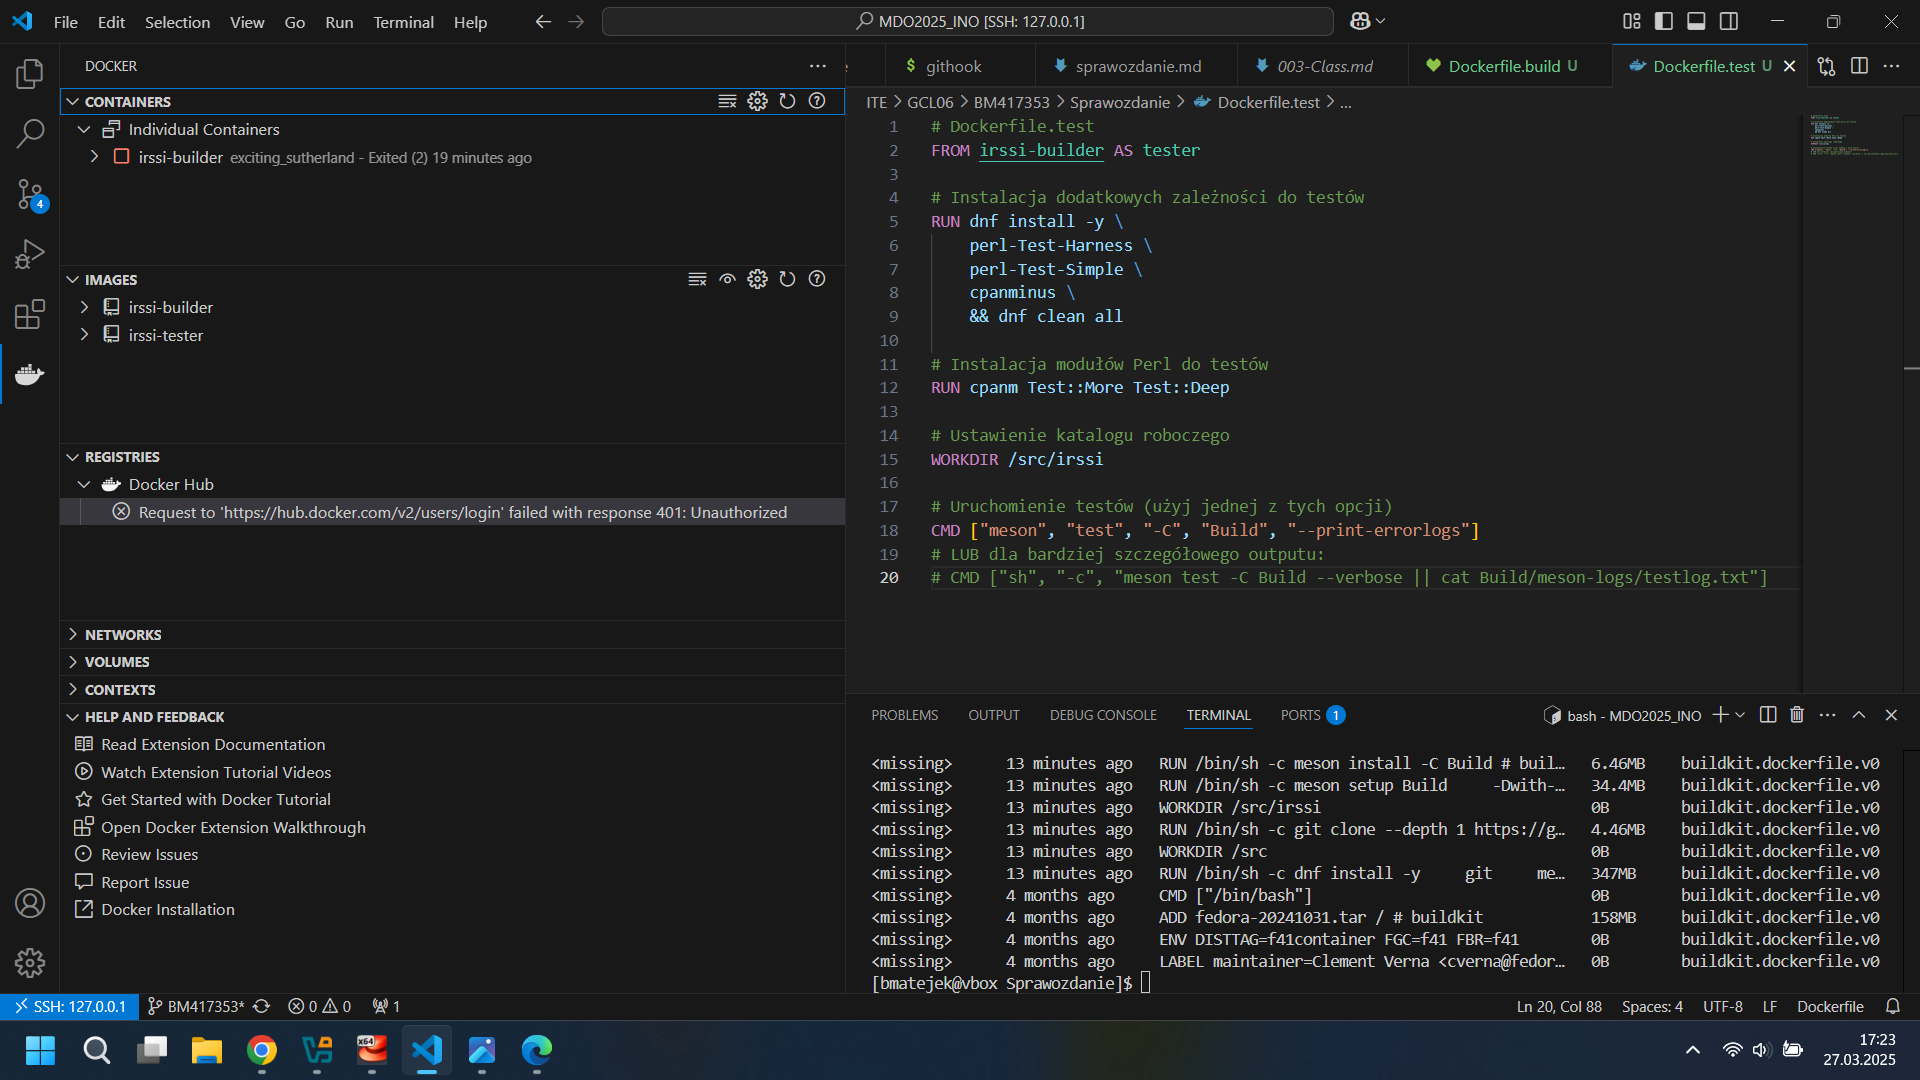 File Edit Selection View Go Run Terminal Help
MDO2025_INO [SSH: 127.0.0.1]
DOCKER
CONTAINERS
Individual Containers
irssi-builder exciting_sutherland - Exited (2) 19 minutes ago
4
IMAGES
irssi-builder
irssi-tester
REGISTRIES
Docker Hub
Request to 'https://hub.docker.com/v2/users/login' failed with response 401: Unauthorized
NETWORKS
VOLUMES
CONTEXTS
HELP AND FEEDBACK
Read Extension Documentation
Watch Extension Tutorial Videos
Get Started with Docker Tutorial
Open Docker Extension Walkthrough
Review Issues
Report Issue
Docker Installation
$ githook sprawozdanie.md 003-Class.md Dockerfile.build U Dockerfile.test U
ITE > GCL06 > BM417353 > Sprawozdanie > Dockerfile.test > ...
1 # Dockerfile.test
2 FROM irssi-builder AS tester
3
4 # Instalacja dodatkowych zależności do testów
5 RUN dnf install -y \
6 perl-Test-Harness \
7 perl-Test-Simple \
8 cpanminus \
9 && dnf clean all
10
11 # Instalacja modułów Perl do testów
12 RUN cpanm Test::More Test::Deep
13
14 # Ustawienie katalogu roboczego
15 WORKDIR /src/irssi
16
17 # Uruchomienie testów (użyj jednej z tych opcji)
18 CMD ["meson", "test", "-C", "Build", "--print-errorlogs"]
19 # LUB dla bardziej szczegółowego outputu:
20 # CMD ["sh", "-c", "meson test -C Build --verbose || cat Build/meson-logs/testlog.txt"]
PROBLEMS OUTPUT DEBUG CONSOLE TERMINAL PORTS 1
bash - MDO2025_INO
<missing> 13 minutes ago RUN /bin/sh -c meson install -C Build # buil… 6.46MB buildkit.dockerfile.v0
<missing> 13 minutes ago RUN /bin/sh -c meson setup Build -Dwith-… 34.4MB buildkit.dockerfile.v0
<missing> 13 minutes ago WORKDIR /src/irssi 0B buildkit.dockerfile.v0
<missing> 13 minutes ago RUN /bin/sh -c git clone --depth 1 https://g… 4.46MB buildkit.dockerfile.v0
<missing> 13 minutes ago WORKDIR /src 0B buildkit.dockerfile.v0
<missing> 13 minutes ago RUN /bin/sh -c dnf install -y git me… 347MB buildkit.dockerfile.v0
<missing> 4 months ago CMD ["/bin/bash"] 0B buildkit.dockerfile.v0
<missing> 4 months ago ADD fedora-20241031.tar / # buildkit 158MB buildkit.dockerfile.v0
<missing> 4 months ago ENV DISTTAG=f41container FGC=f41 FBR=f41 0B buildkit.dockerfile.v0
<missing> 4 months ago LABEL maintainer=Clement Verna <cverna@fedor… 0B buildkit.dockerfile.v0
[bmatejek@vbox Sprawozdanie]$
SSH: 127.0.0.1 BM417353* 0 0 1
Ln 20, Col 88 Spaces: 4 UTF-8 LF Dockerfile
x64
17:23
27.03.2025